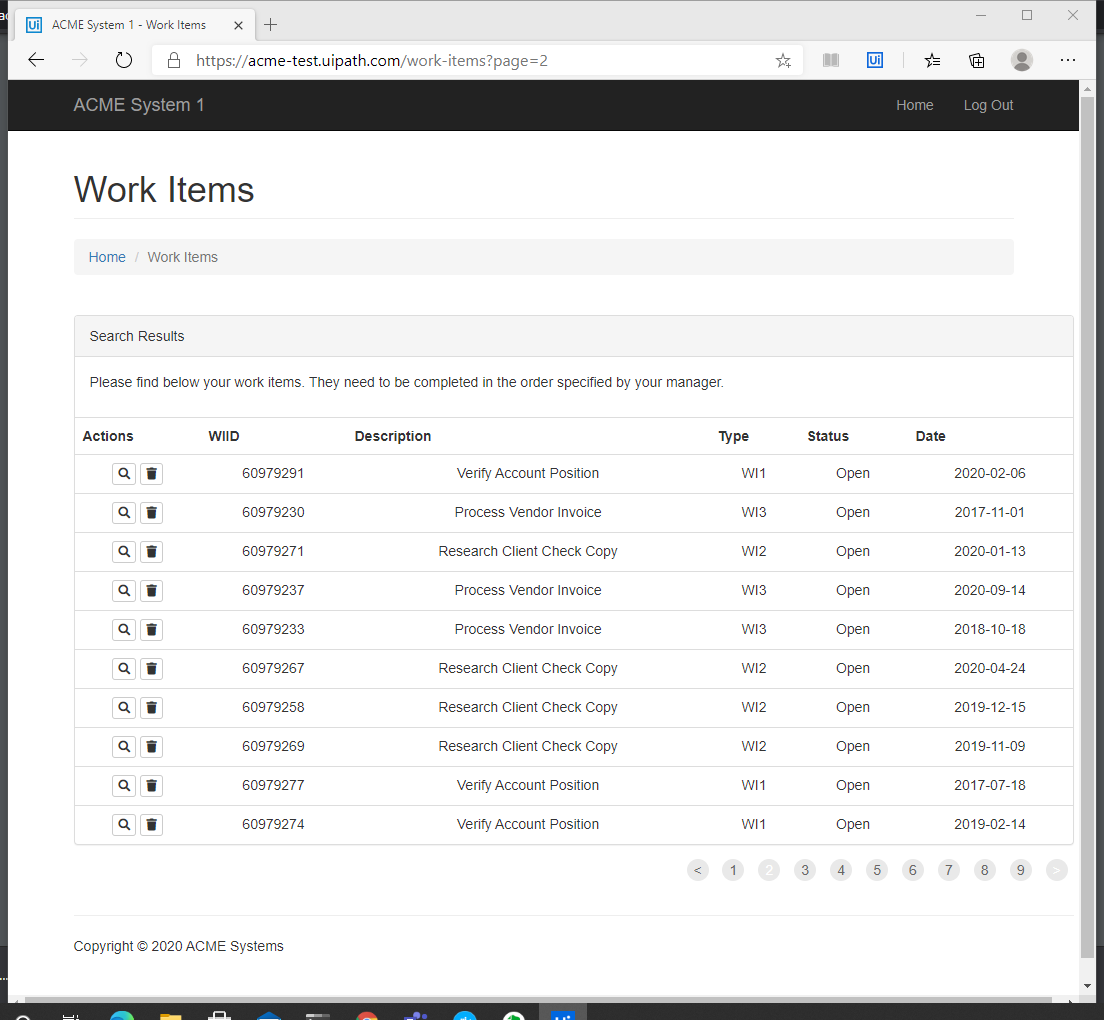 ACME System 1 - Work Items
https://acme-test.uipath.com/work-items?page=2
ACME System 1 Home Log Out
Work Items
Home / Work Items
Search Results
Please find below your work items. They need to be completed in the order specified by your manager.
Actions WIID Description Type Status Date
60979291 Verify Account Position WI1 Open 2020-02-06
60979230 Process Vendor Invoice WI3 Open 2017-11-01
60979271 Research Client Check Copy WI2 Open 2020-01-13
60979237 Process Vendor Invoice WI3 Open 2020-09-14
60979233 Process Vendor Invoice WI3 Open 2018-10-18
60979267 Research Client Check Copy WI2 Open 2020-04-24
60979258 Research Client Check Copy WI2 Open 2019-12-15
60979269 Research Client Check Copy WI2 Open 2019-11-09
60979277 Verify Account Position WI1 Open 2017-07-18
60979274 Verify Account Position WI1 Open 2019-02-14
< 1 2 3 4 5 6 7 8 9 >
Copyright © 2020 ACME Systems